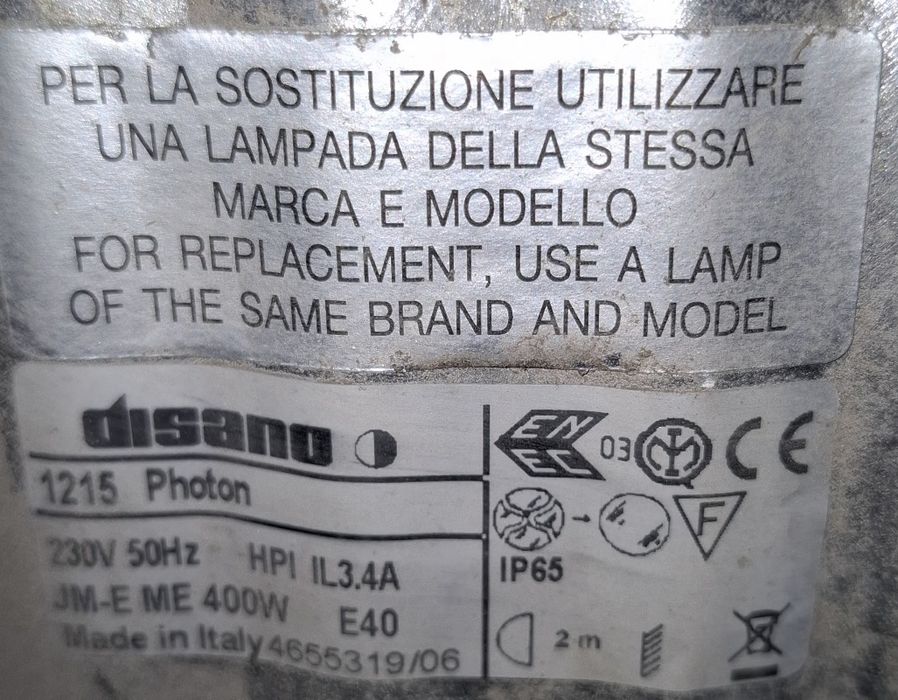 PER LA SOSTITUZIONE UTILIZZARE
UNA LAMPADA DELLA STESSA
MARCA E MODELLO
FOR REPLACEMENT, USE A LAMP
OF THE SAME BRAND AND MODEL
disano
1215 Photon
230V 50Hz HPI IL3.4A
JM-E ME 400W E40
Made in Italy 4655319/06
ENEC 03 IMQ CE
F
IP65
2 m